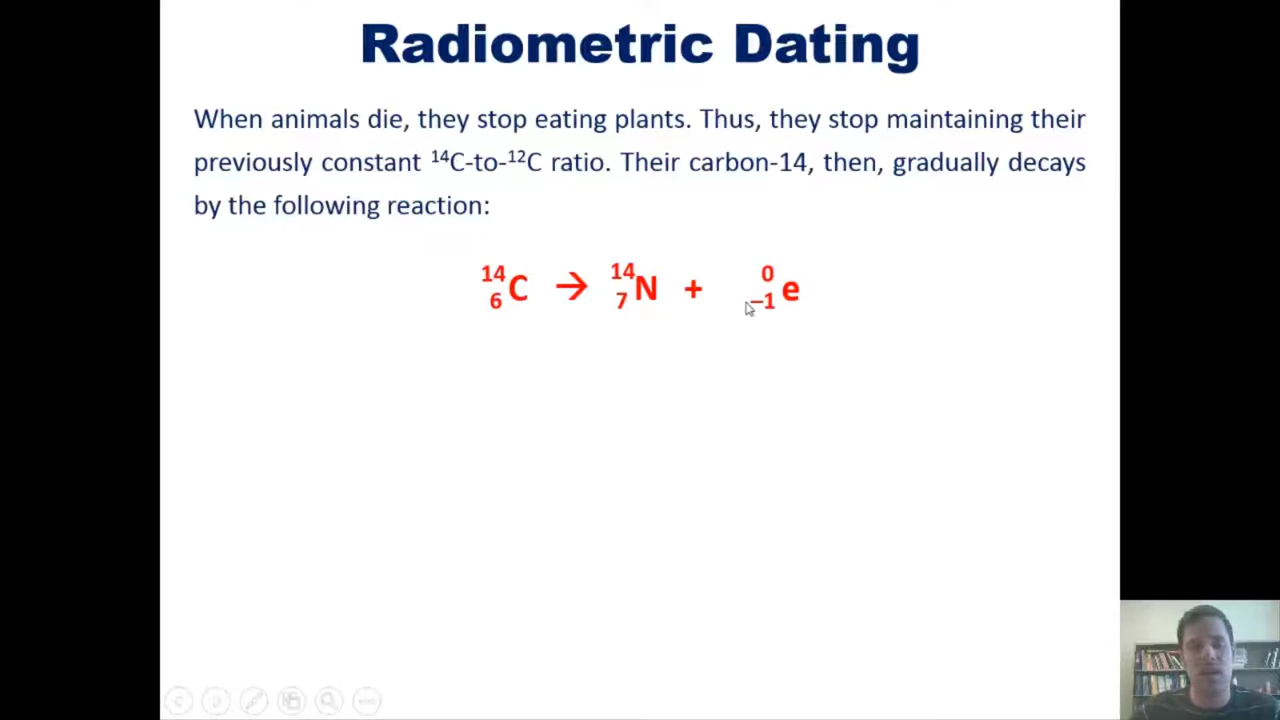 Radiometric Dating
When animals die, they stop eating plants. Thus, they stop maintaining their
previously constant ¹⁴C-to-¹²C ratio. Their carbon-14, then, gradually decays
by the following reaction:
¹⁴₆C → ¹⁴₇N + ⁰₋₁e